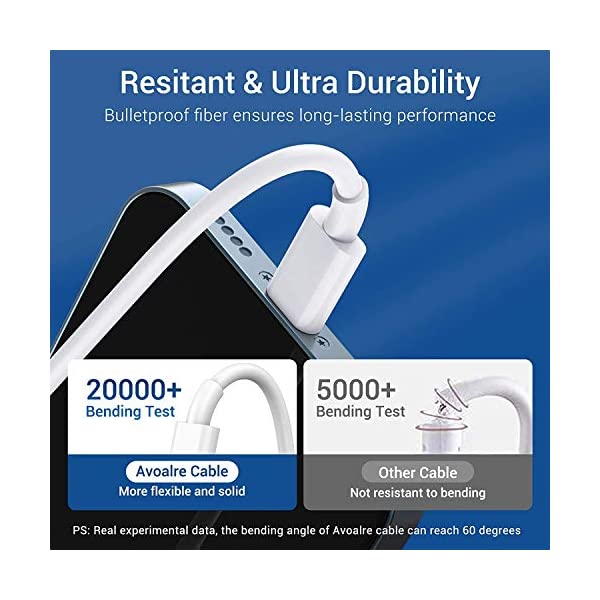 Resitant & Ultra Durability
Bulletproof fiber ensures long-lasting performance
20000+
Bending Test
Avoalre Cable
More flexible and solid
5000+
Bending Test
Other Cable
Not resistant to bending
PS: Real experimental data, the bending angle of Avoalre cable can reach 60 degrees